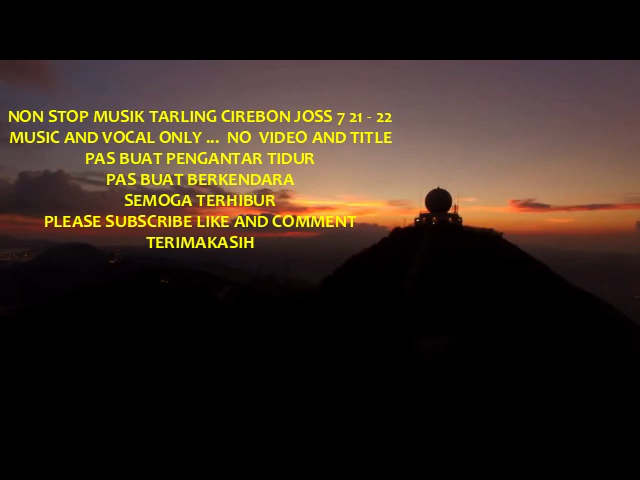 NON STOP MUSIK TARLING CIREBON JOSS 7 21 - 22
MUSIC AND VOCAL ONLY ... NO VIDEO AND TITLE
PAS BUAT PENGANTAR TIDUR
PAS BUAT BERKENDARA
SEMOGA TERHIBUR
PLEASE SUBSCRIBE LIKE AND COMMENT
TERIMAKASIH